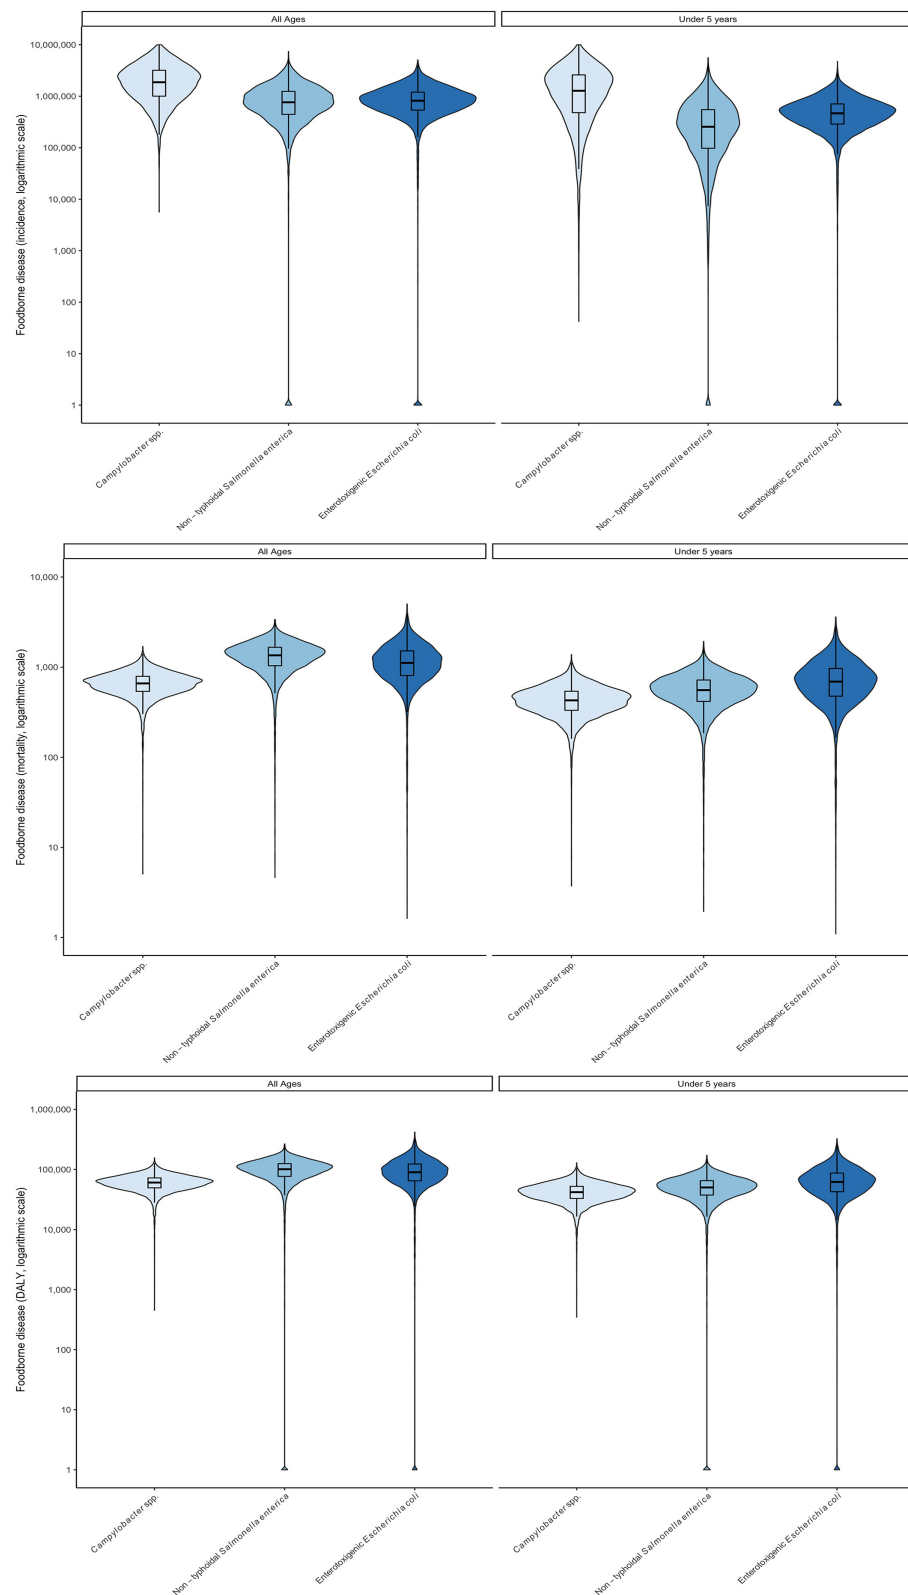 All Ages
Under 5 years
Foodborne disease (incidence, logarithmic scale)
10,000,000
1,000,000
100,000
10,000
1,000
100
10
1
Campylobacter spp.
Non – typhoidal Salmonella enterica
Enterotoxigenic Escherichia coli
Campylobacter spp.
Non – typhoidal Salmonella enterica
Enterotoxigenic Escherichia coli
All Ages
Under 5 years
Foodborne disease (mortality, logarithmic scale)
10,000
1,000
100
10
1
Campylobacter spp.
Non – typhoidal Salmonella enterica
Enterotoxigenic Escherichia coli
Campylobacter spp.
Non – typhoidal Salmonella enterica
Enterotoxigenic Escherichia coli
All Ages
Under 5 years
Foodborne disease (DALY, logarithmic scale)
1,000,000
100,000
10,000
1,000
100
10
1
Campylobacter spp.
Non – typhoidal Salmonella enterica
Enterotoxigenic Escherichia coli
Campylobacter spp.
Non – typhoidal Salmonella enterica
Enterotoxigenic Escherichia coli